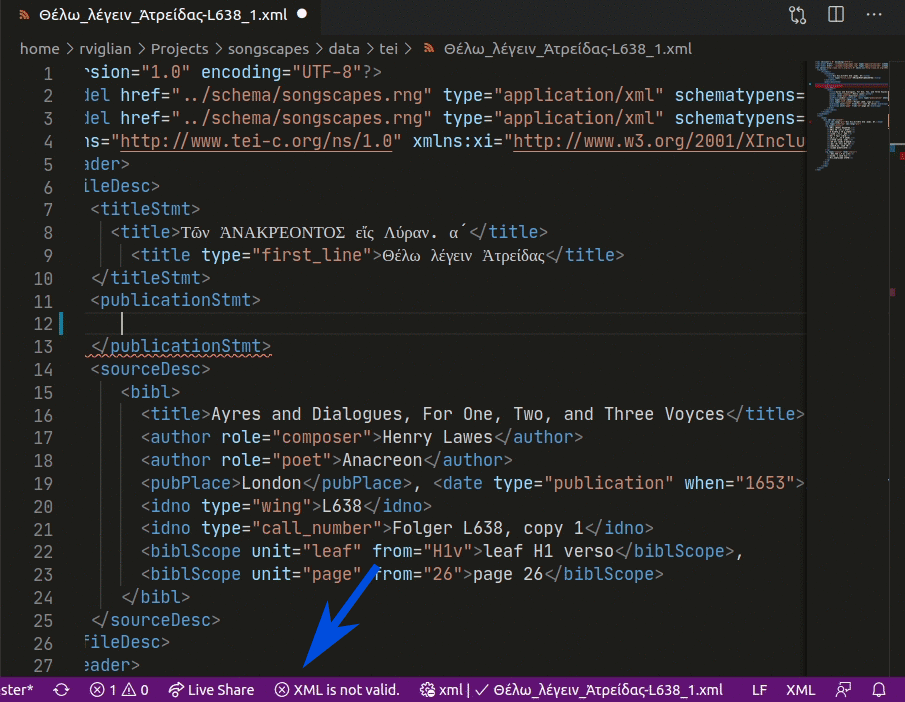 Θέλω_λέγειν_Ἀτρείδας-L638_1.xml
home > rviglian > Projects > songscapes > data > tei > Θέλω_λέγειν_Ἀτρείδας-L638_1.xml
1 rsion="1.0" encoding="UTF-8"?>
2 del href="../schema/songscapes.rng" type="application/xml" schematypens=
3 del href="../schema/songscapes.rng" type="application/xml" schematypens=
4 ns="http://www.tei-c.org/ns/1.0" xmlns:xi="http://www.w3.org/2001/XInclu
5 ader>
6 ileDesc>
7 <titleStmt>
8 <title>Τῶν ἈΝΑΚΡΈΟΝΤΟΣ εἴς Λύραν. α´</title>
9 <title type="first_line">Θέλω λέγειν Ἀτρείδας</title>
10 </titleStmt>
11 <publicationStmt>
12
13 </publicationStmt>
14 <sourceDesc>
15 <bibl>
16 <title>Ayres and Dialogues, For One, Two, and Three Voyces</title>
17 <author role="composer">Henry Lawes</author>
18 <author role="poet">Anacreon</author>
19 <pubPlace>London</pubPlace>, <date type="publication" when="1653">
20 <idno type="wing">L638</idno>
21 <idno type="call_number">Folger L638, copy 1</idno>
22 <biblScope unit="leaf" from="H1v">leaf H1 verso</biblScope>,
23 <biblScope unit="page" from="26">page 26</biblScope>
24 </bibl>
25 </sourceDesc>
26 fileDesc>
27 eader>
ster* 1 0 Live Share XML is not valid. xml | ✓ Θέλω_λέγειν_Ἀτρείδας-L638_1.xml LF XML